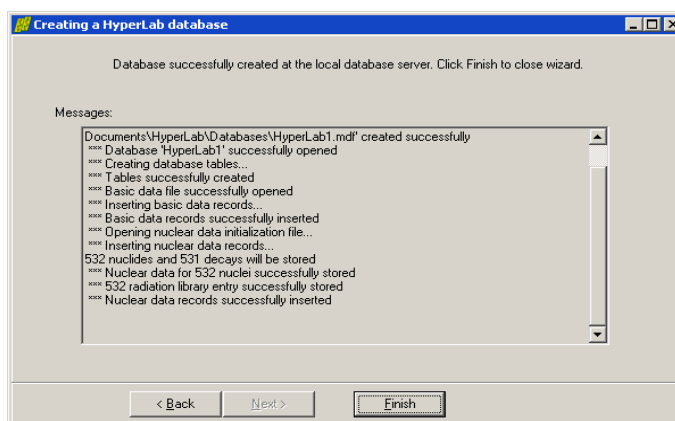 Creating a HyperLab database
Database successfully created at the local database server. Click Finish to close wizard.
Messages:
Documents\HyperLab\Databases\HyperLab1.mdf' created successfully
*** Database 'HyperLab1' successfully opened
*** Creating database tables...
*** Tables successfully created
*** Basic data file successfully opened
*** Inserting basic data records...
*** Basic data records successfully inserted
*** Opening nuclear data initialization file...
*** Inserting nuclear data records...
532 nuclides and 531 decays will be stored
*** Nuclear data for 532 nuclei successfully stored
*** 532 radiation library entry successfully stored
*** Nuclear data records successfully inserted
< Back Next > Finish